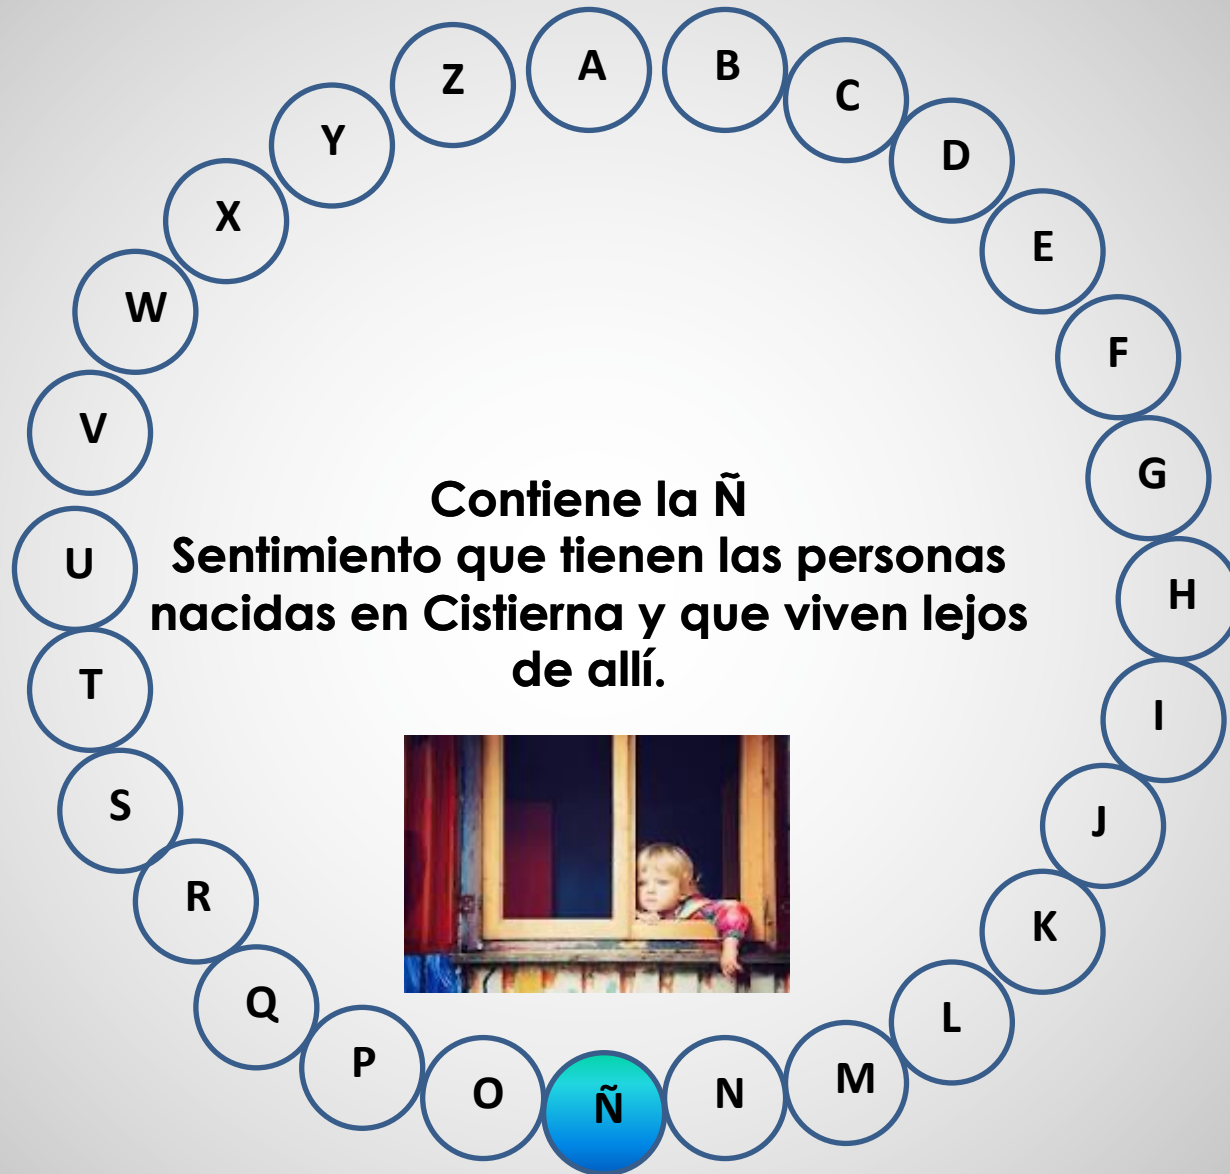 A
B
C
D
E
F
G
H
I
J
K
L
M
N
Ñ
O
P
Q
R
S
T
U
V
W
X
Y
Z
Contiene la Ñ
Sentimiento que tienen las personas
nacidas en Cistierna y que viven lejos
de allí.